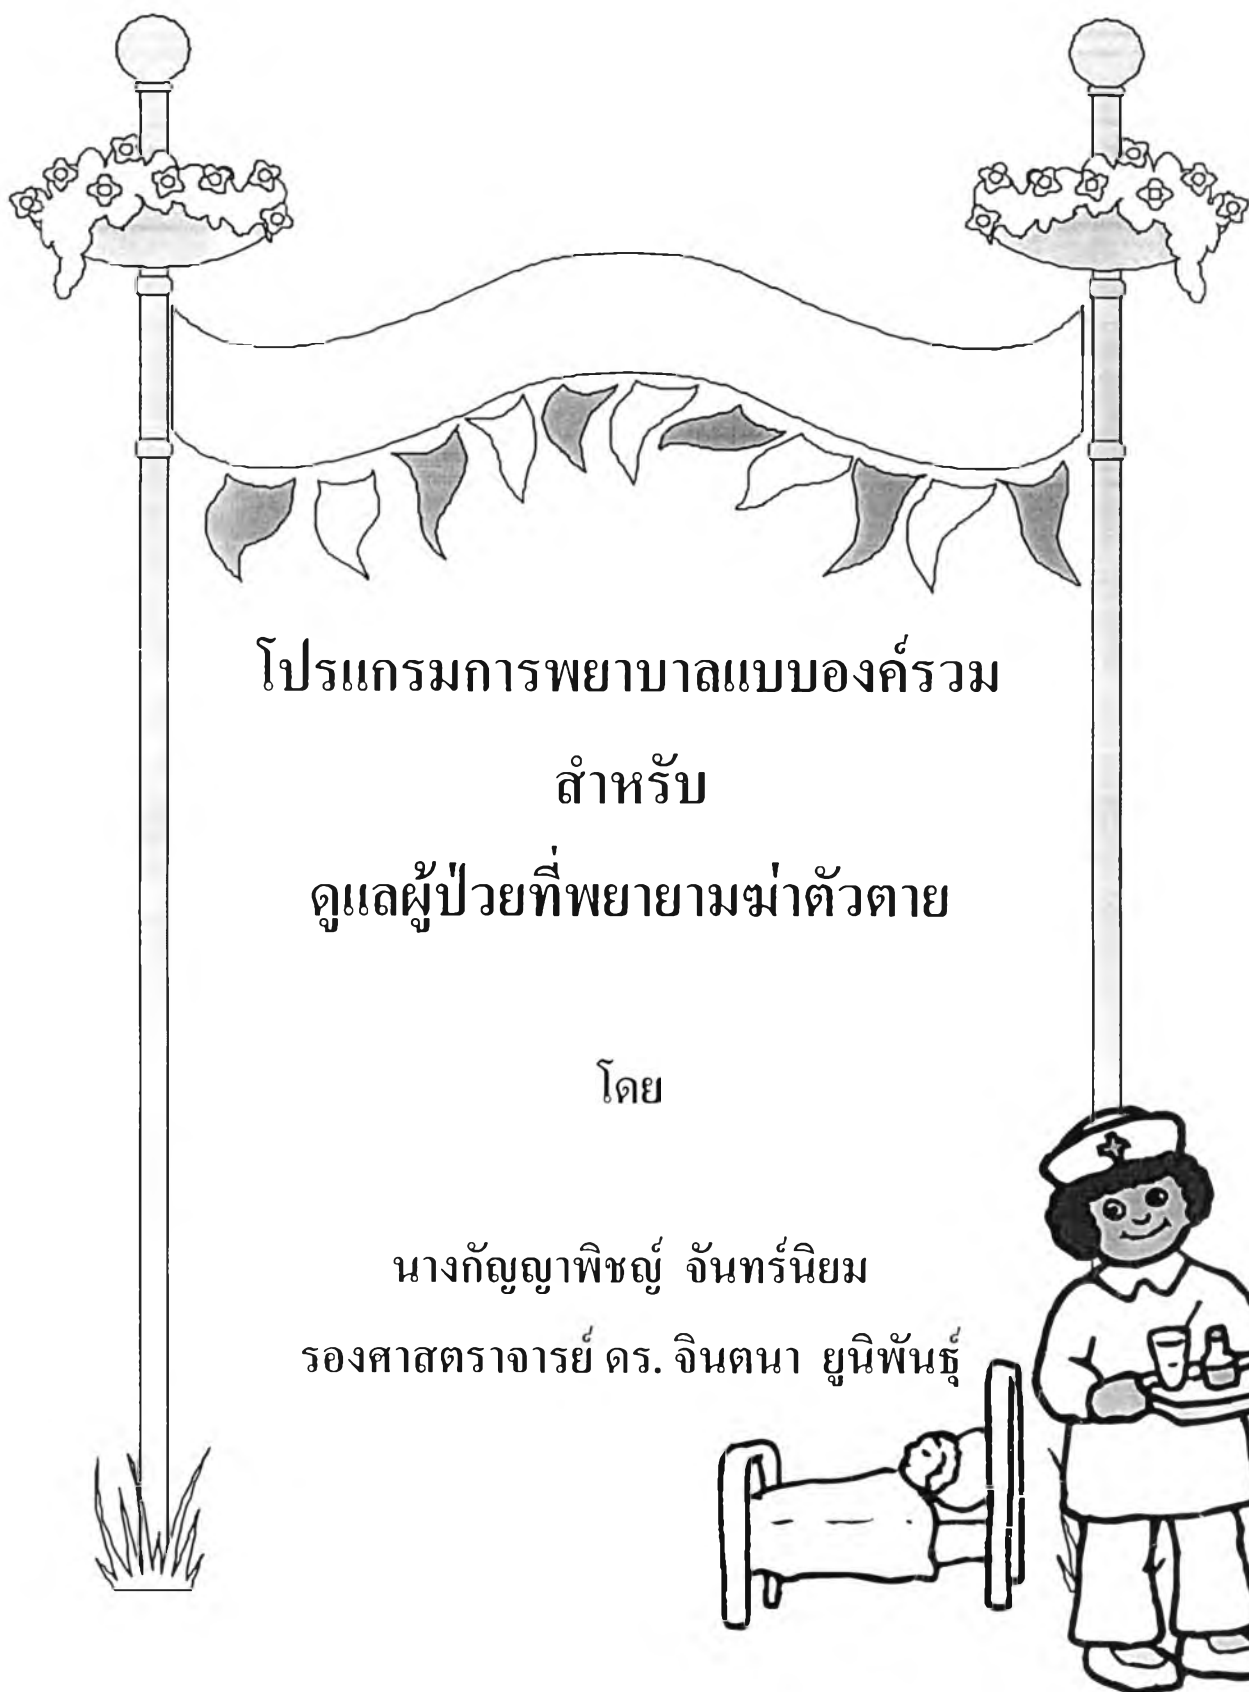 โปรแกรมการพยาบาลแบบองค์รวม
สำหรับ
ดูแลผู้ป่วยที่พยายามฆ่าตัวตาย
โดย
นางกัญญาพิชญ์ จันทร์นิยม
รองศาสตราจารย์ ดร. จินตนา ยูนิพันธุ์